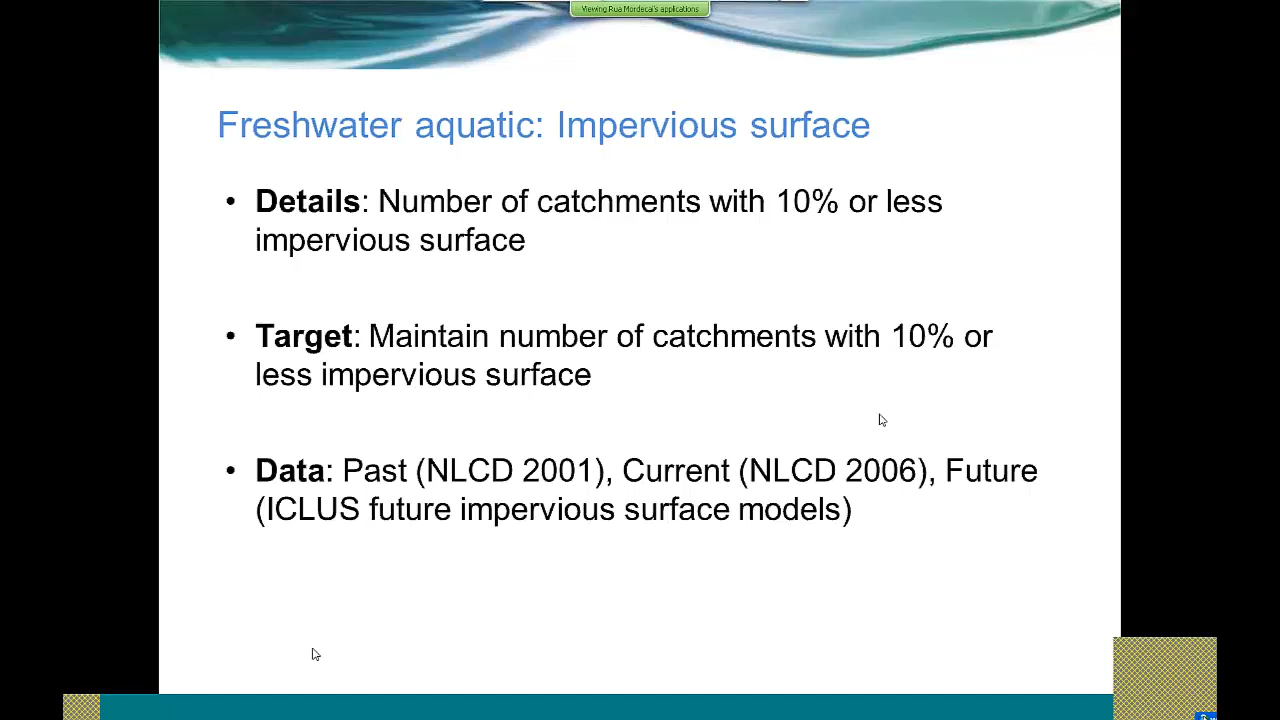 Viewing Rua Mordecai's applications
Freshwater aquatic: Impervious surface
• Details: Number of catchments with 10% or less
impervious surface
• Target: Maintain number of catchments with 10% or
less impervious surface
• Data: Past (NLCD 2001), Current (NLCD 2006), Future
(ICLUS future impervious surface models)